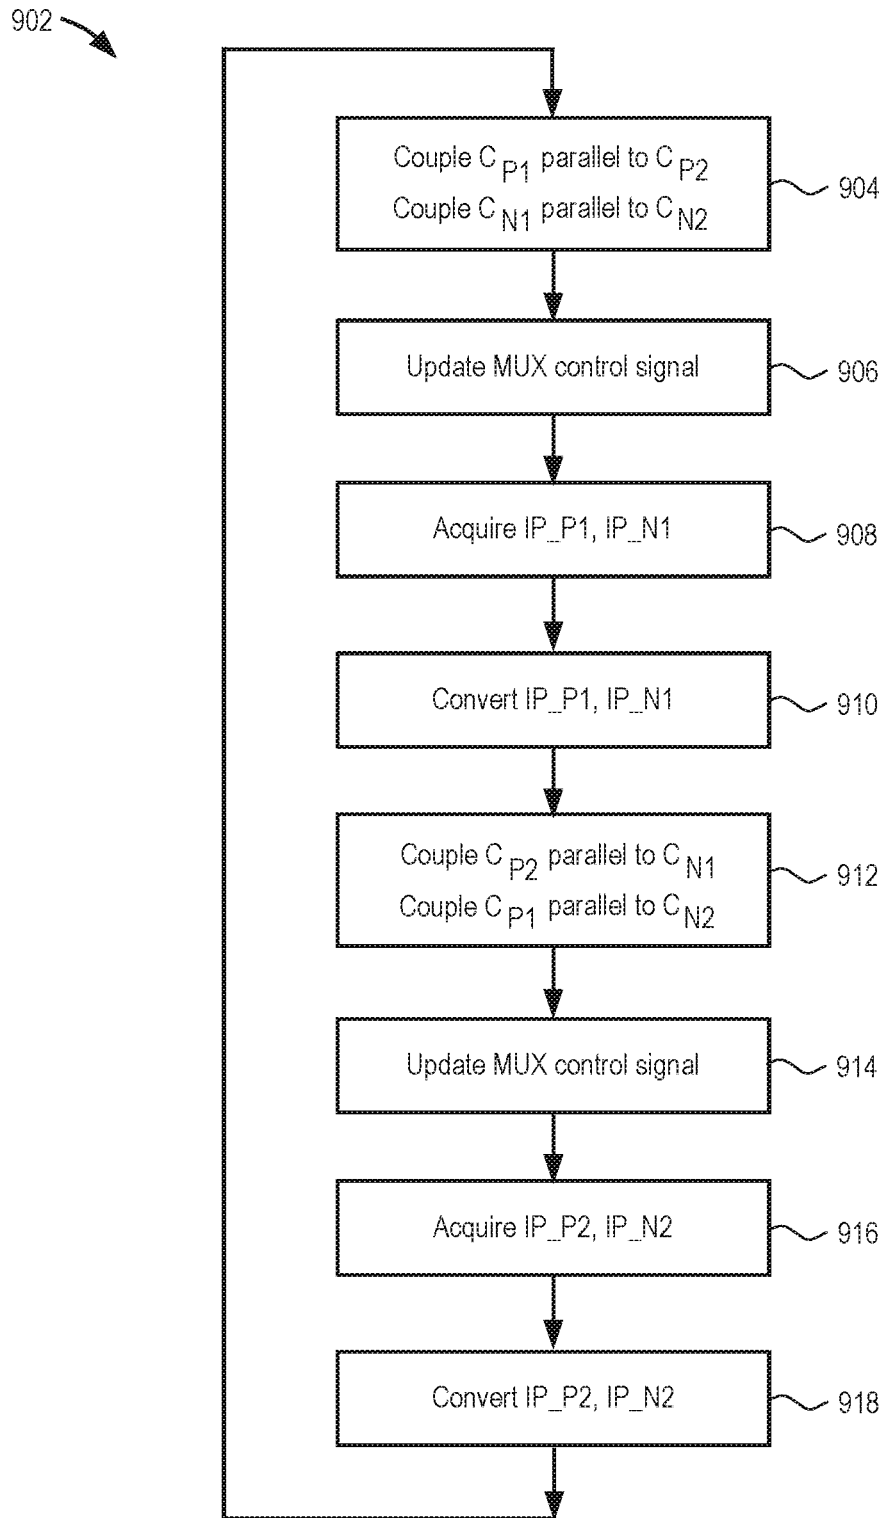 902
Couple C P1 parallel to C P2
Couple C N1 parallel to C N2
904
Update MUX control signal
906
Acquire IP_P1, IP_N1
908
Convert IP_P1, IP_N1
910
Couple C P2 parallel to C N1
Couple C P1 parallel to C N2
912
Update MUX control signal
914
Acquire IP_P2, IP_N2
916
Convert IP_P2, IP_N2
918